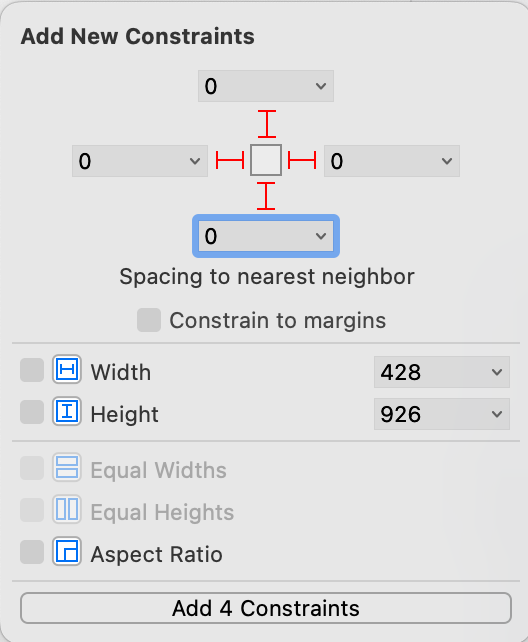 Add New Constraints
0
0
0
0
Spacing to nearest neighbor
Constrain to margins
Width 428
Height 926
Equal Widths
Equal Heights
Aspect Ratio
Add 4 Constraints